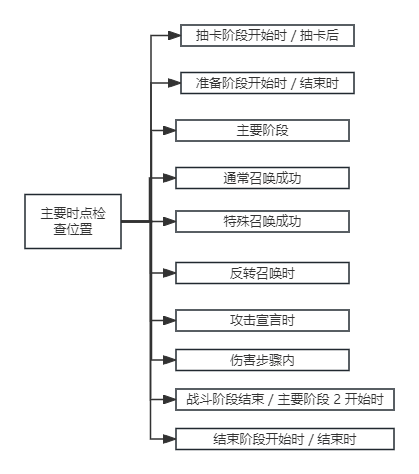 抽卡阶段开始时 / 抽卡后
准备阶段开始时 / 结束时
主要阶段
通常召唤成功
主要时点检
查位置
特殊召唤成功
反转召唤时
攻击宣言时
伤害步骤内
战斗阶段结束 / 主要阶段 2 开始时
结束阶段开始时 / 结束时